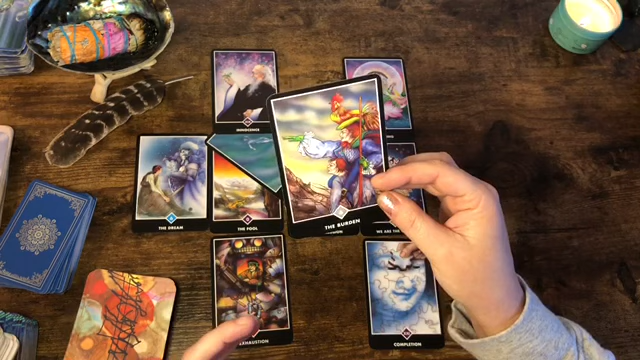 INNOCENCE
THE DREAM
THE FOOL
THE BURDEN
WE ARE THE
EXHAUSTION
COMPLETION